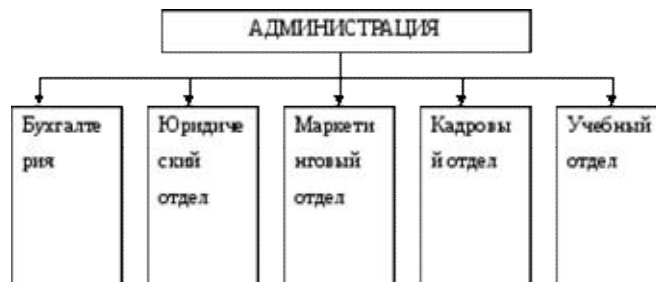 АДМИНИСТРАЦИЯ
Бухгалте
рия
Юридиче
ский
отдел
Маркети
нговый
отдел
Кадровы
й отдел
Учебный
отдел